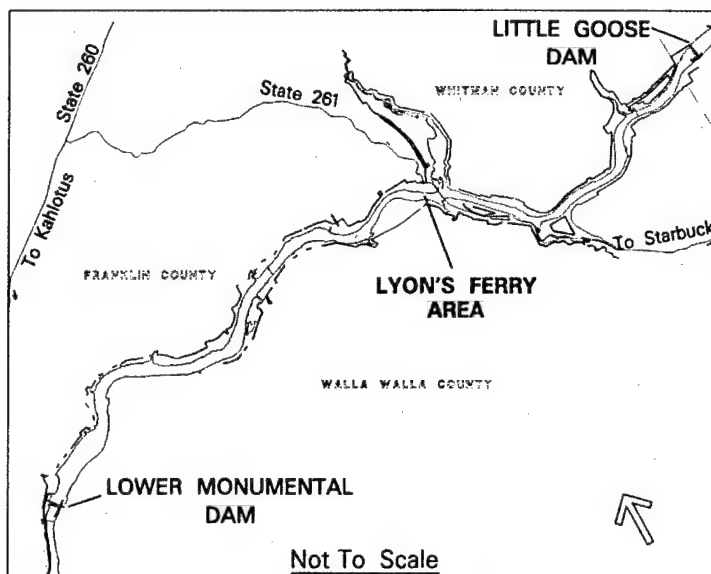 LITTLE GOOSE
DAM
State 260
State 261
WHITMAN COUNTY
To Kahlotus
To Starbuck
FRANKLIN COUNTY
LYON'S FERRY
AREA
WALLA WALLA COUNTY
LOWER MONUMENTAL
DAM
Not To Scale